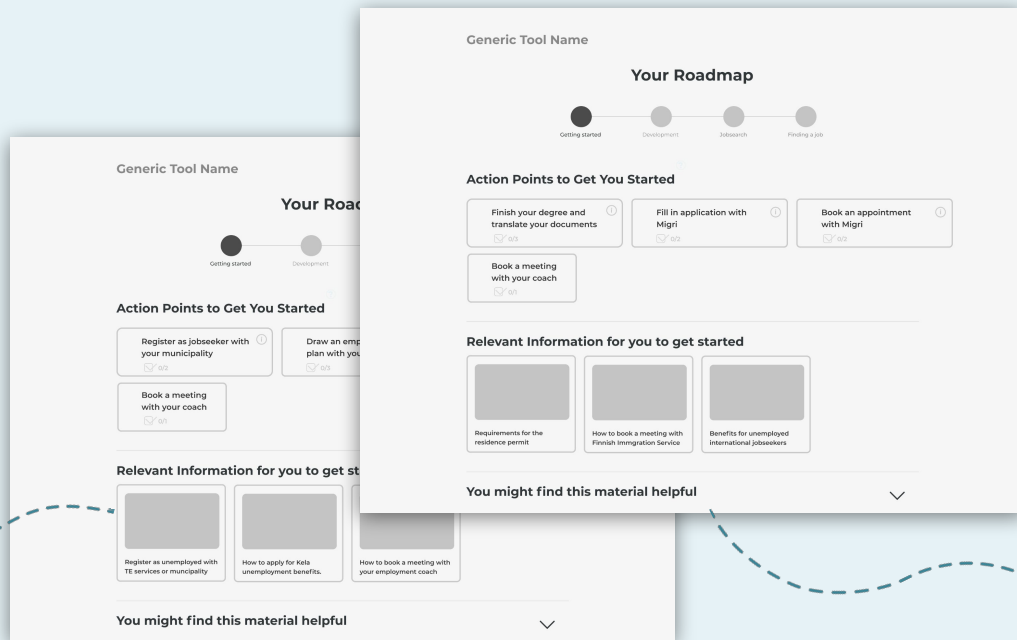 Generic Tool Name
Your Roadmap
Getting started
Development
Jobsearch
Finding a job
Action Points to Get You Started
Finish your degree and
translate your documents
0/3
Fill in application with
Migri
0/2
Book an appointment
with Migri
0/2
Book a meeting
with your coach
0/1
Relevant Information for you to get started
Requirements for the
residence permit
How to book a meeting with
Finnish Immgration Service
Benefits for unemployed
international jobseekers
You might find this material helpful
Generic Tool Name
Your Roa
Getting started
Development
Action Points to Get You Started
Register as jobseeker with
your municipality
0/2
Draw an emp
plan with you
0/3
Book a meeting
with your coach
0/1
Relevant Information for you to get st
Register as unemployed with
TE services or muncipality
How to apply for Kela
unemployment benefits.
How to book a meeting with
your employment coach
You might find this material helpful